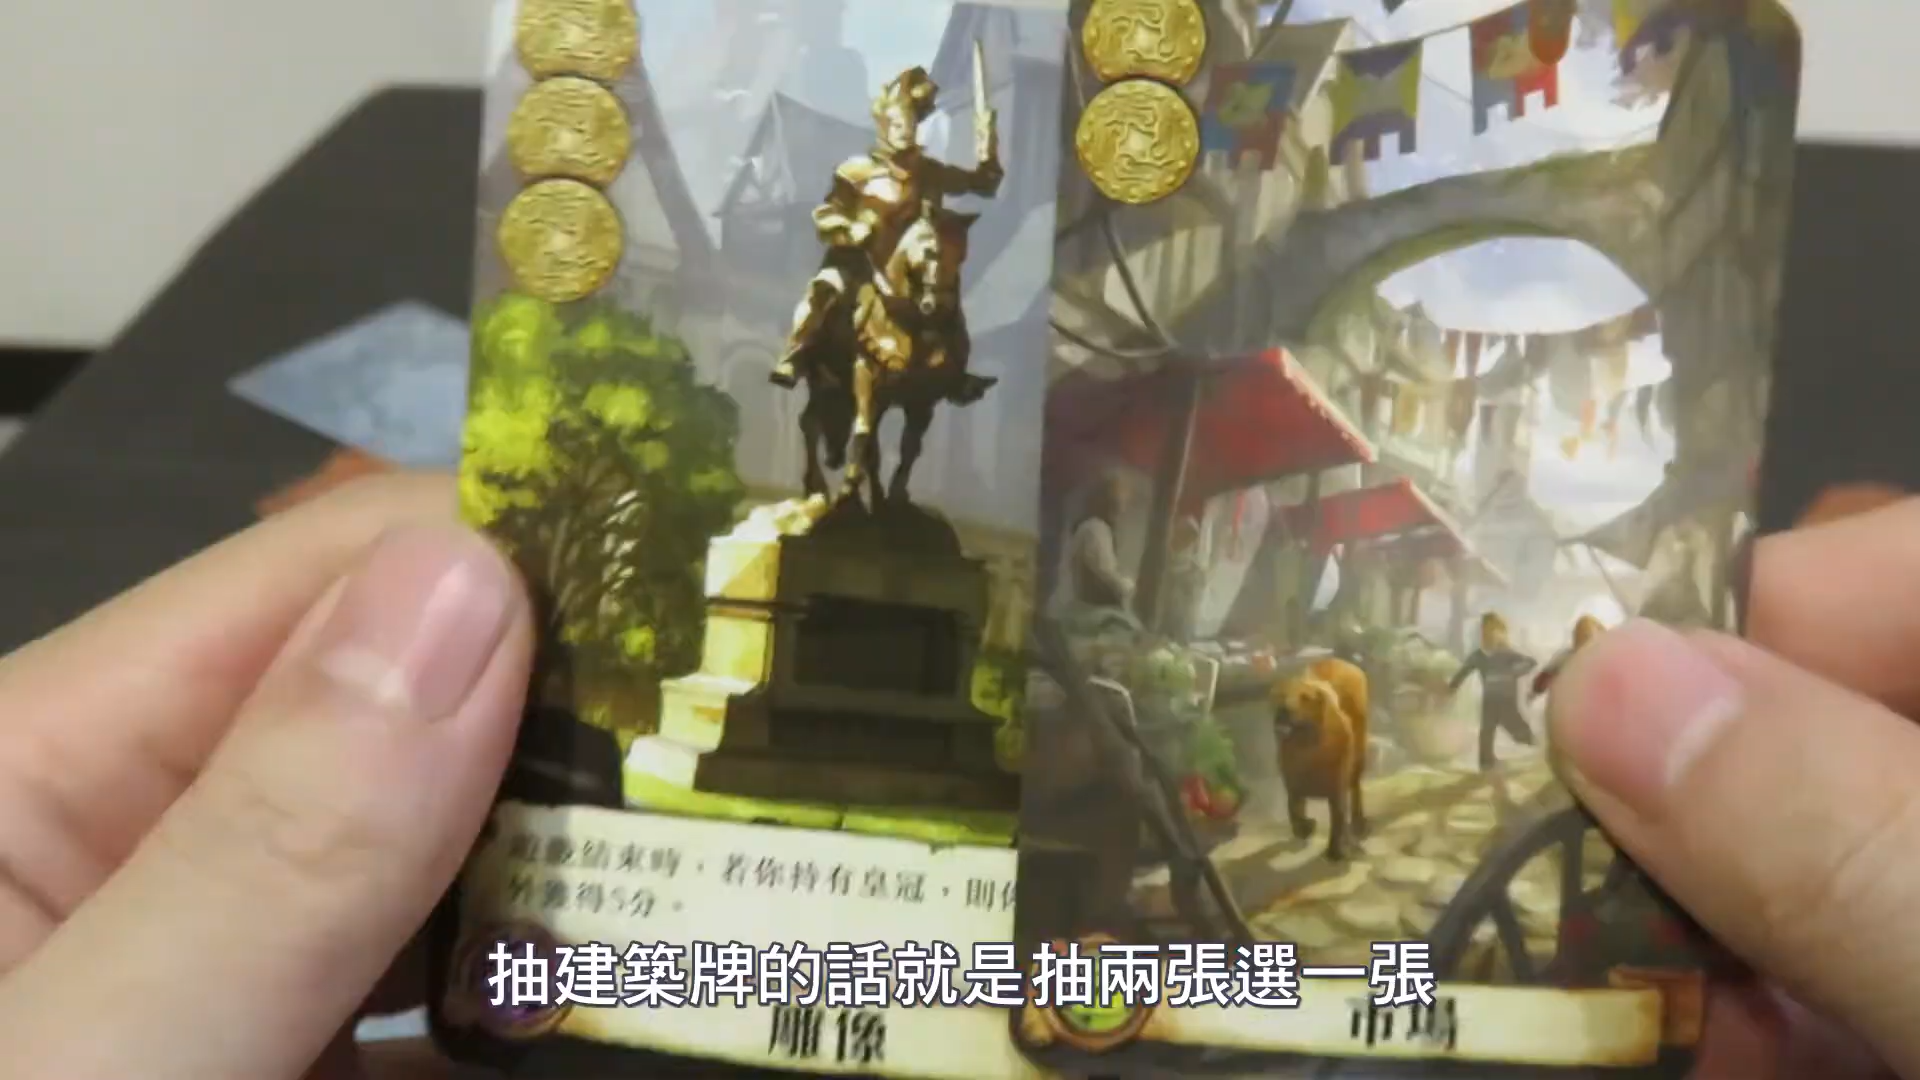 遊戲結束時，若你持有皇冠，則你
外獲得5分。
抽建築牌的話就是抽兩張選一張
雕像
市場